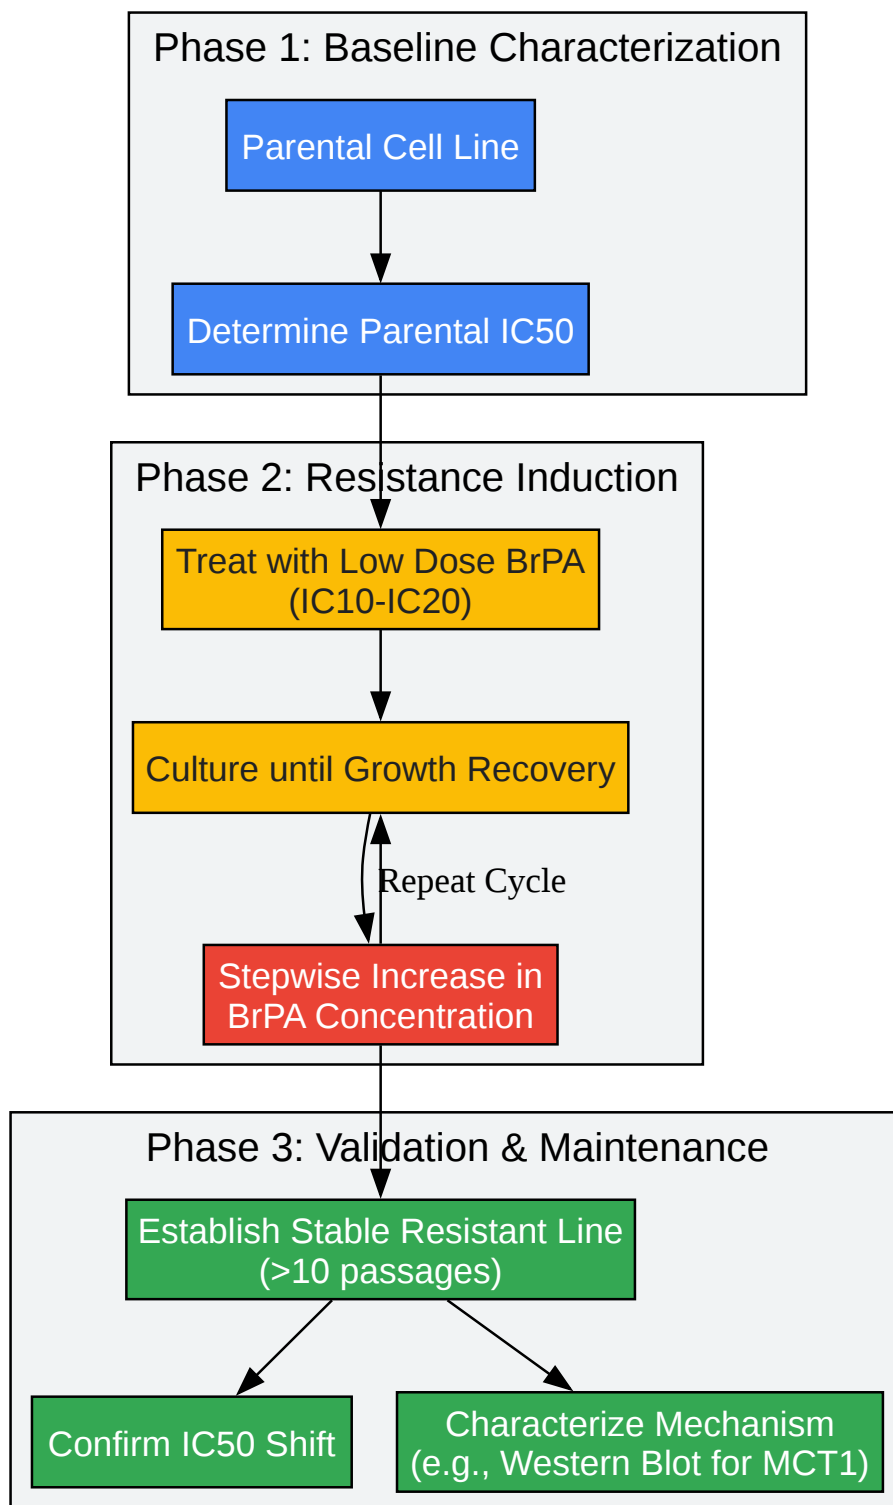 Phase 1: Baseline Characterization
Parental Cell Line
Determine Parental IC50
Phase 2: Resistance Induction
Treat with Low Dose BrPA
(IC10-IC20)
Culture until Growth Recovery
Repeat Cycle
Stepwise Increase in
BrPA Concentration
Phase 3: Validation & Maintenance
Establish Stable Resistant Line
(>10 passages)
Confirm IC50 Shift
Characterize Mechanism
(e.g., Western Blot for MCT1)